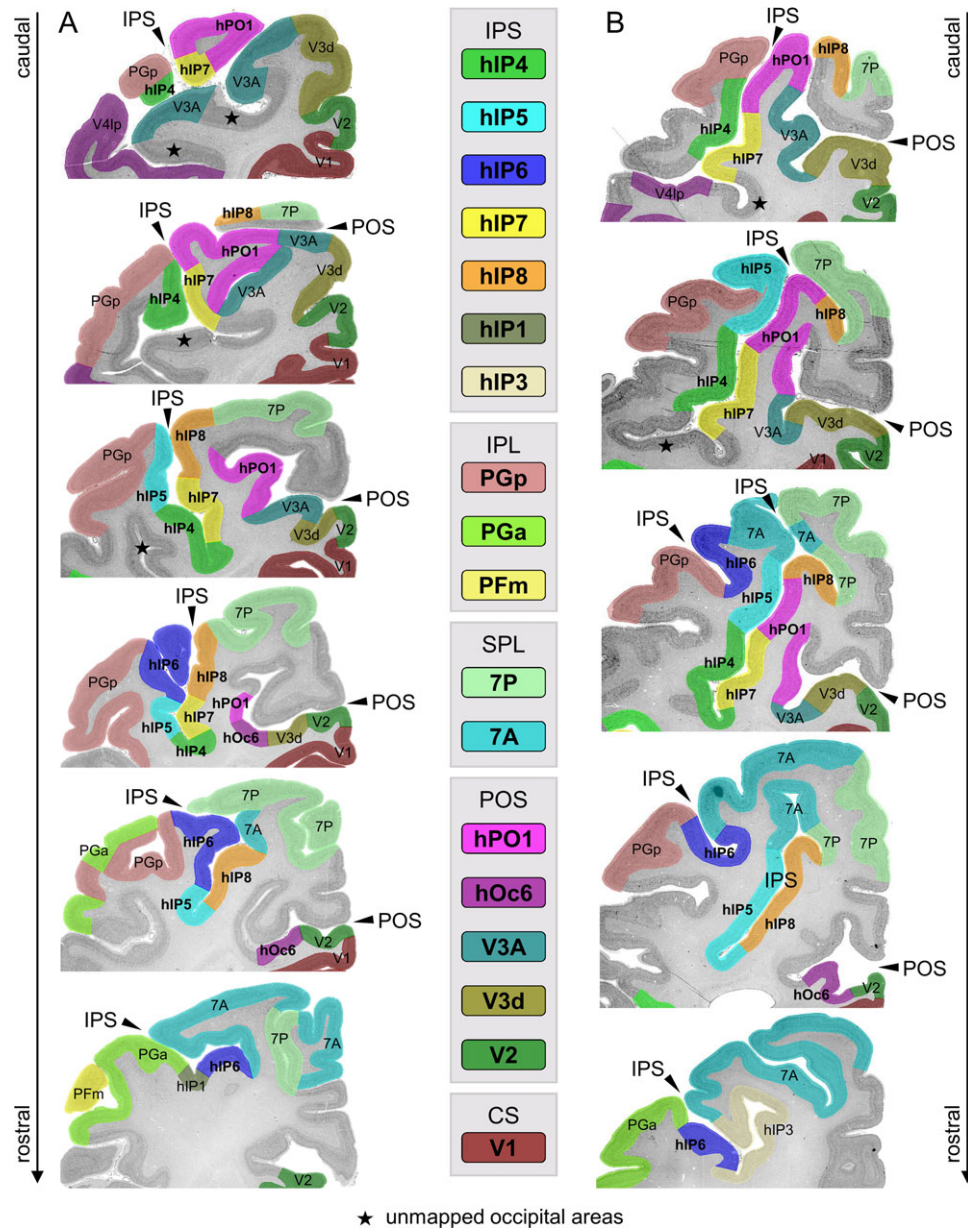 caudal
A
IPS
hPO1
V3d
PGp
hIP7
hIP4
V3A
V3A
V4lp
V2
V1
hIP8
7P
IPS
POS
hPO1
V3A
V3d
hIP7
V3A
PGp
hIP4
V2
V1
IPS
7P
hIP8
PGp
hPO1
hIP5
hIP7
POS
V3A
hIP4
V3d
V2
V1
IPS
7P
hIP6
hIP8
PGp
hPO1
POS
hIP5
hIP7
V2
hOc6
V3d
hIP4
V1
IPS
7P
7P
hIP6
7A
PGa
PGp
hIP8
hIP5
POS
V2
hOc6
V1
7A
IPS
7P
7A
PGa
hIP6
hIP1
PFm
V2
rostral
IPS
hIP4
hIP5
hIP6
hIP7
hIP8
hIP1
hIP3
IPL
PGp
PGa
PFm
SPL
7P
7A
POS
hPO1
hOc6
V3A
V3d
V2
CS
V1
B
caudal
IPS
hIP8
hPO1
PGp
7P
hIP4
V3A
POS
hIP7
V3d
V4lp
V2
IPS
7P
hIP5
PGp
hIP8
hPO1
hIP4
hIP7
V3A
V3d
POS
V1
V2
IPS
IPS
7A
7A
PGp
hIP6
hIP8
7P
hIP5
hPO1
hIP4
hIP7
V3d
POS
V3A
V2
7A
IPS
7A
PGp
hIP6
7P
7P
IPS
hIP5
hIP8
POS
hOc6
V2
IPS
7A
PGa
hIP3
hIP6
rostral
★ unmapped occipital areas